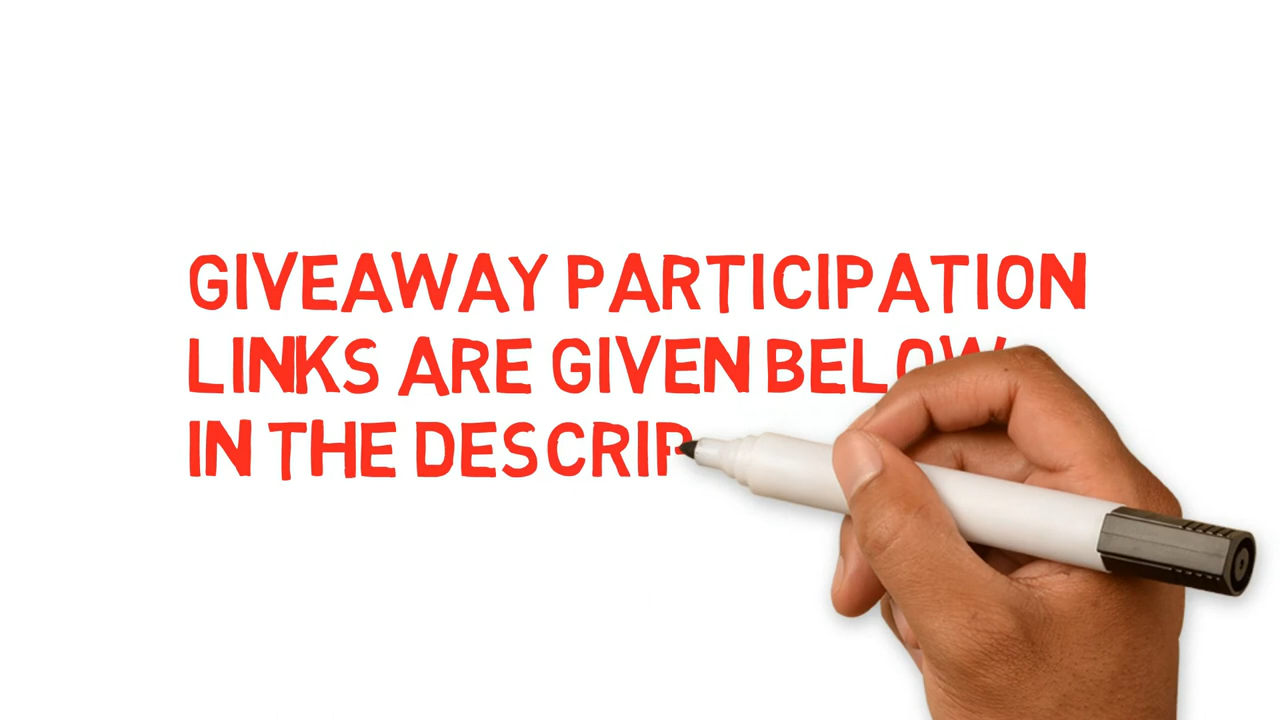 GIVEAWAY PARTICIPATION
LINKS ARE GIVEN BELOW
IN THE DESCRIP